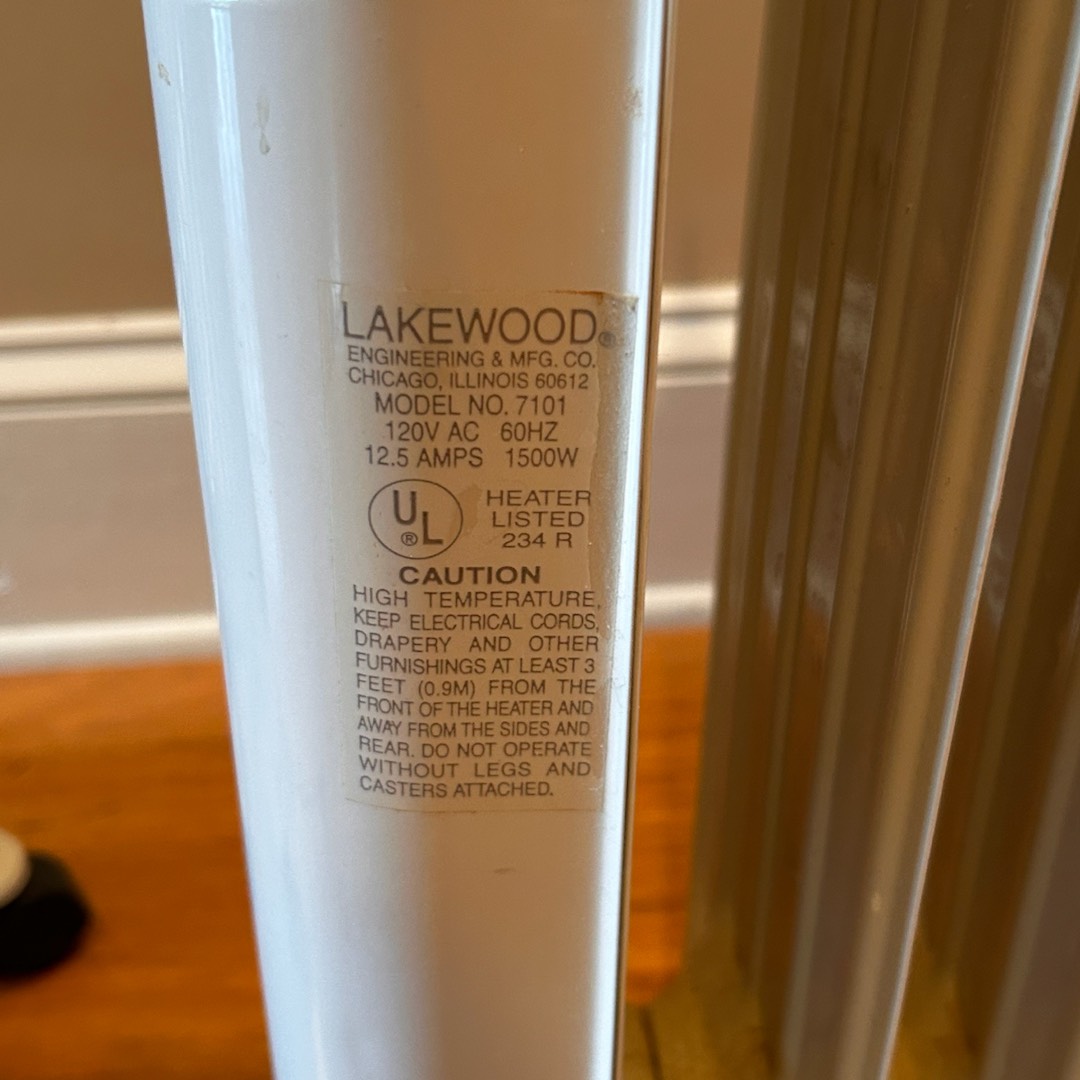 LAKEWOOD®
ENGINEERING & MFG. CO.
CHICAGO, ILLINOIS 60612
MODEL NO. 7101
120V AC 60HZ
12.5 AMPS 1500W
UL®
HEATER
LISTED
234 R
CAUTION
HIGH TEMPERATURE,
KEEP ELECTRICAL CORDS,
DRAPERY AND OTHER
FURNISHINGS AT LEAST 3
FEET (0.9M) FROM THE
FRONT OF THE HEATER AND
AWAY FROM THE SIDES AND
REAR. DO NOT OPERATE
WITHOUT LEGS AND
CASTERS ATTACHED.